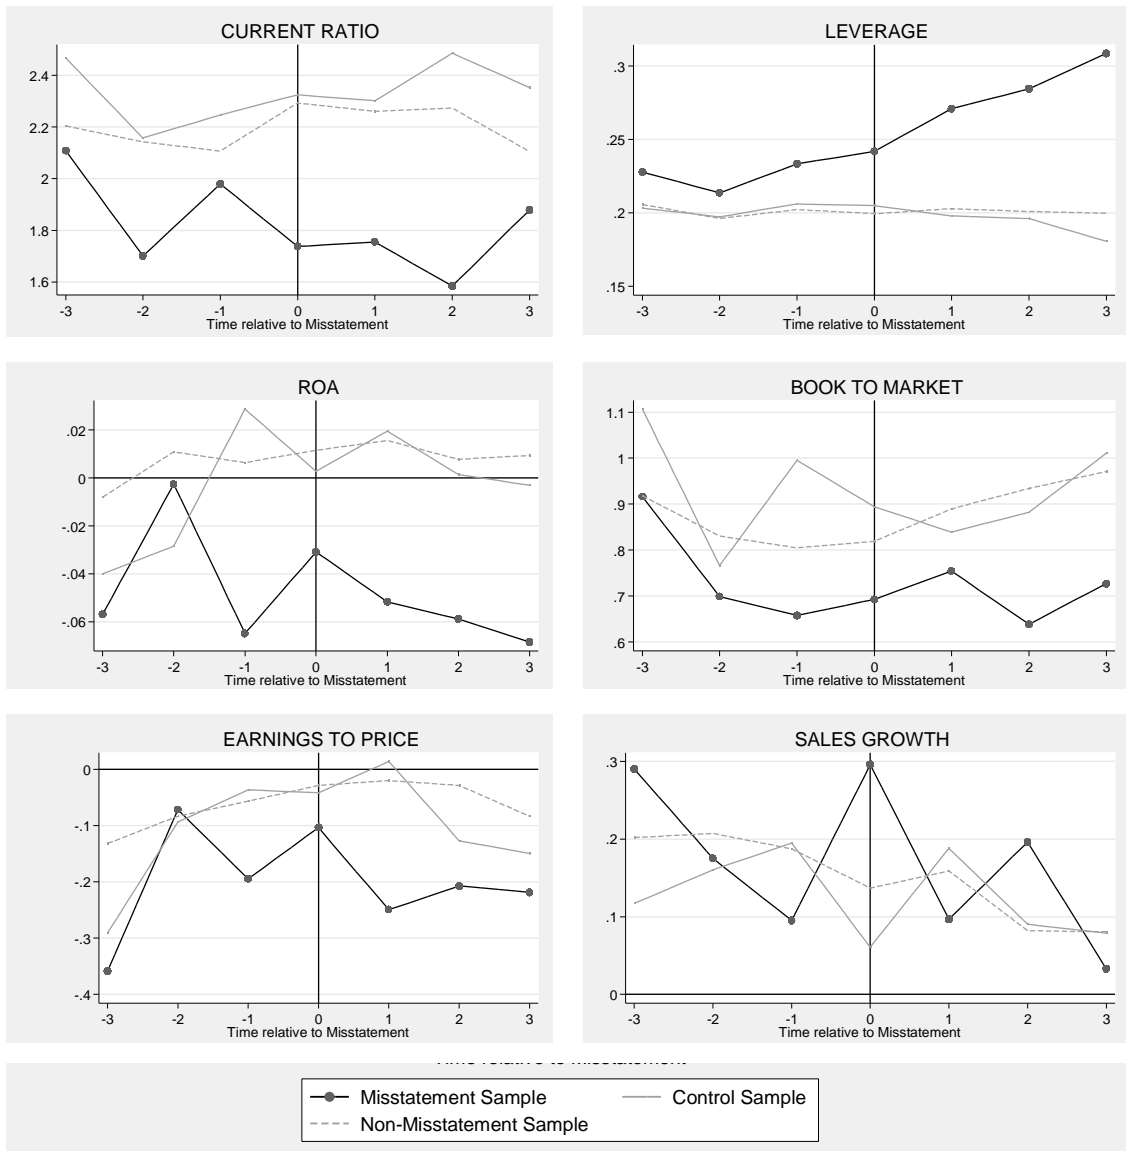 CURRENT RATIO
2.4
2.2
2
1.8
1.6
-3 -2 -1 0 1 2 3
Time relative to Misstatement
LEVERAGE
.3
.25
.2
.15
-3 -2 -1 0 1 2 3
Time relative to Misstatement
ROA
.02
0
-.02
-.04
-.06
-3 -2 -1 0 1 2 3
Time relative to Misstatement
BOOK TO MARKET
1.1
1
.9
.8
.7
.6
-3 -2 -1 0 1 2 3
Time relative to Misstatement
EARNINGS TO PRICE
0
-.1
-.2
-.3
-.4
-3 -2 -1 0 1 2 3
Time relative to Misstatement
SALES GROWTH
.3
.2
.1
0
-3 -2 -1 0 1 2 3
Time relative to Misstatement
Misstatement Sample Control Sample
Non-Misstatement Sample